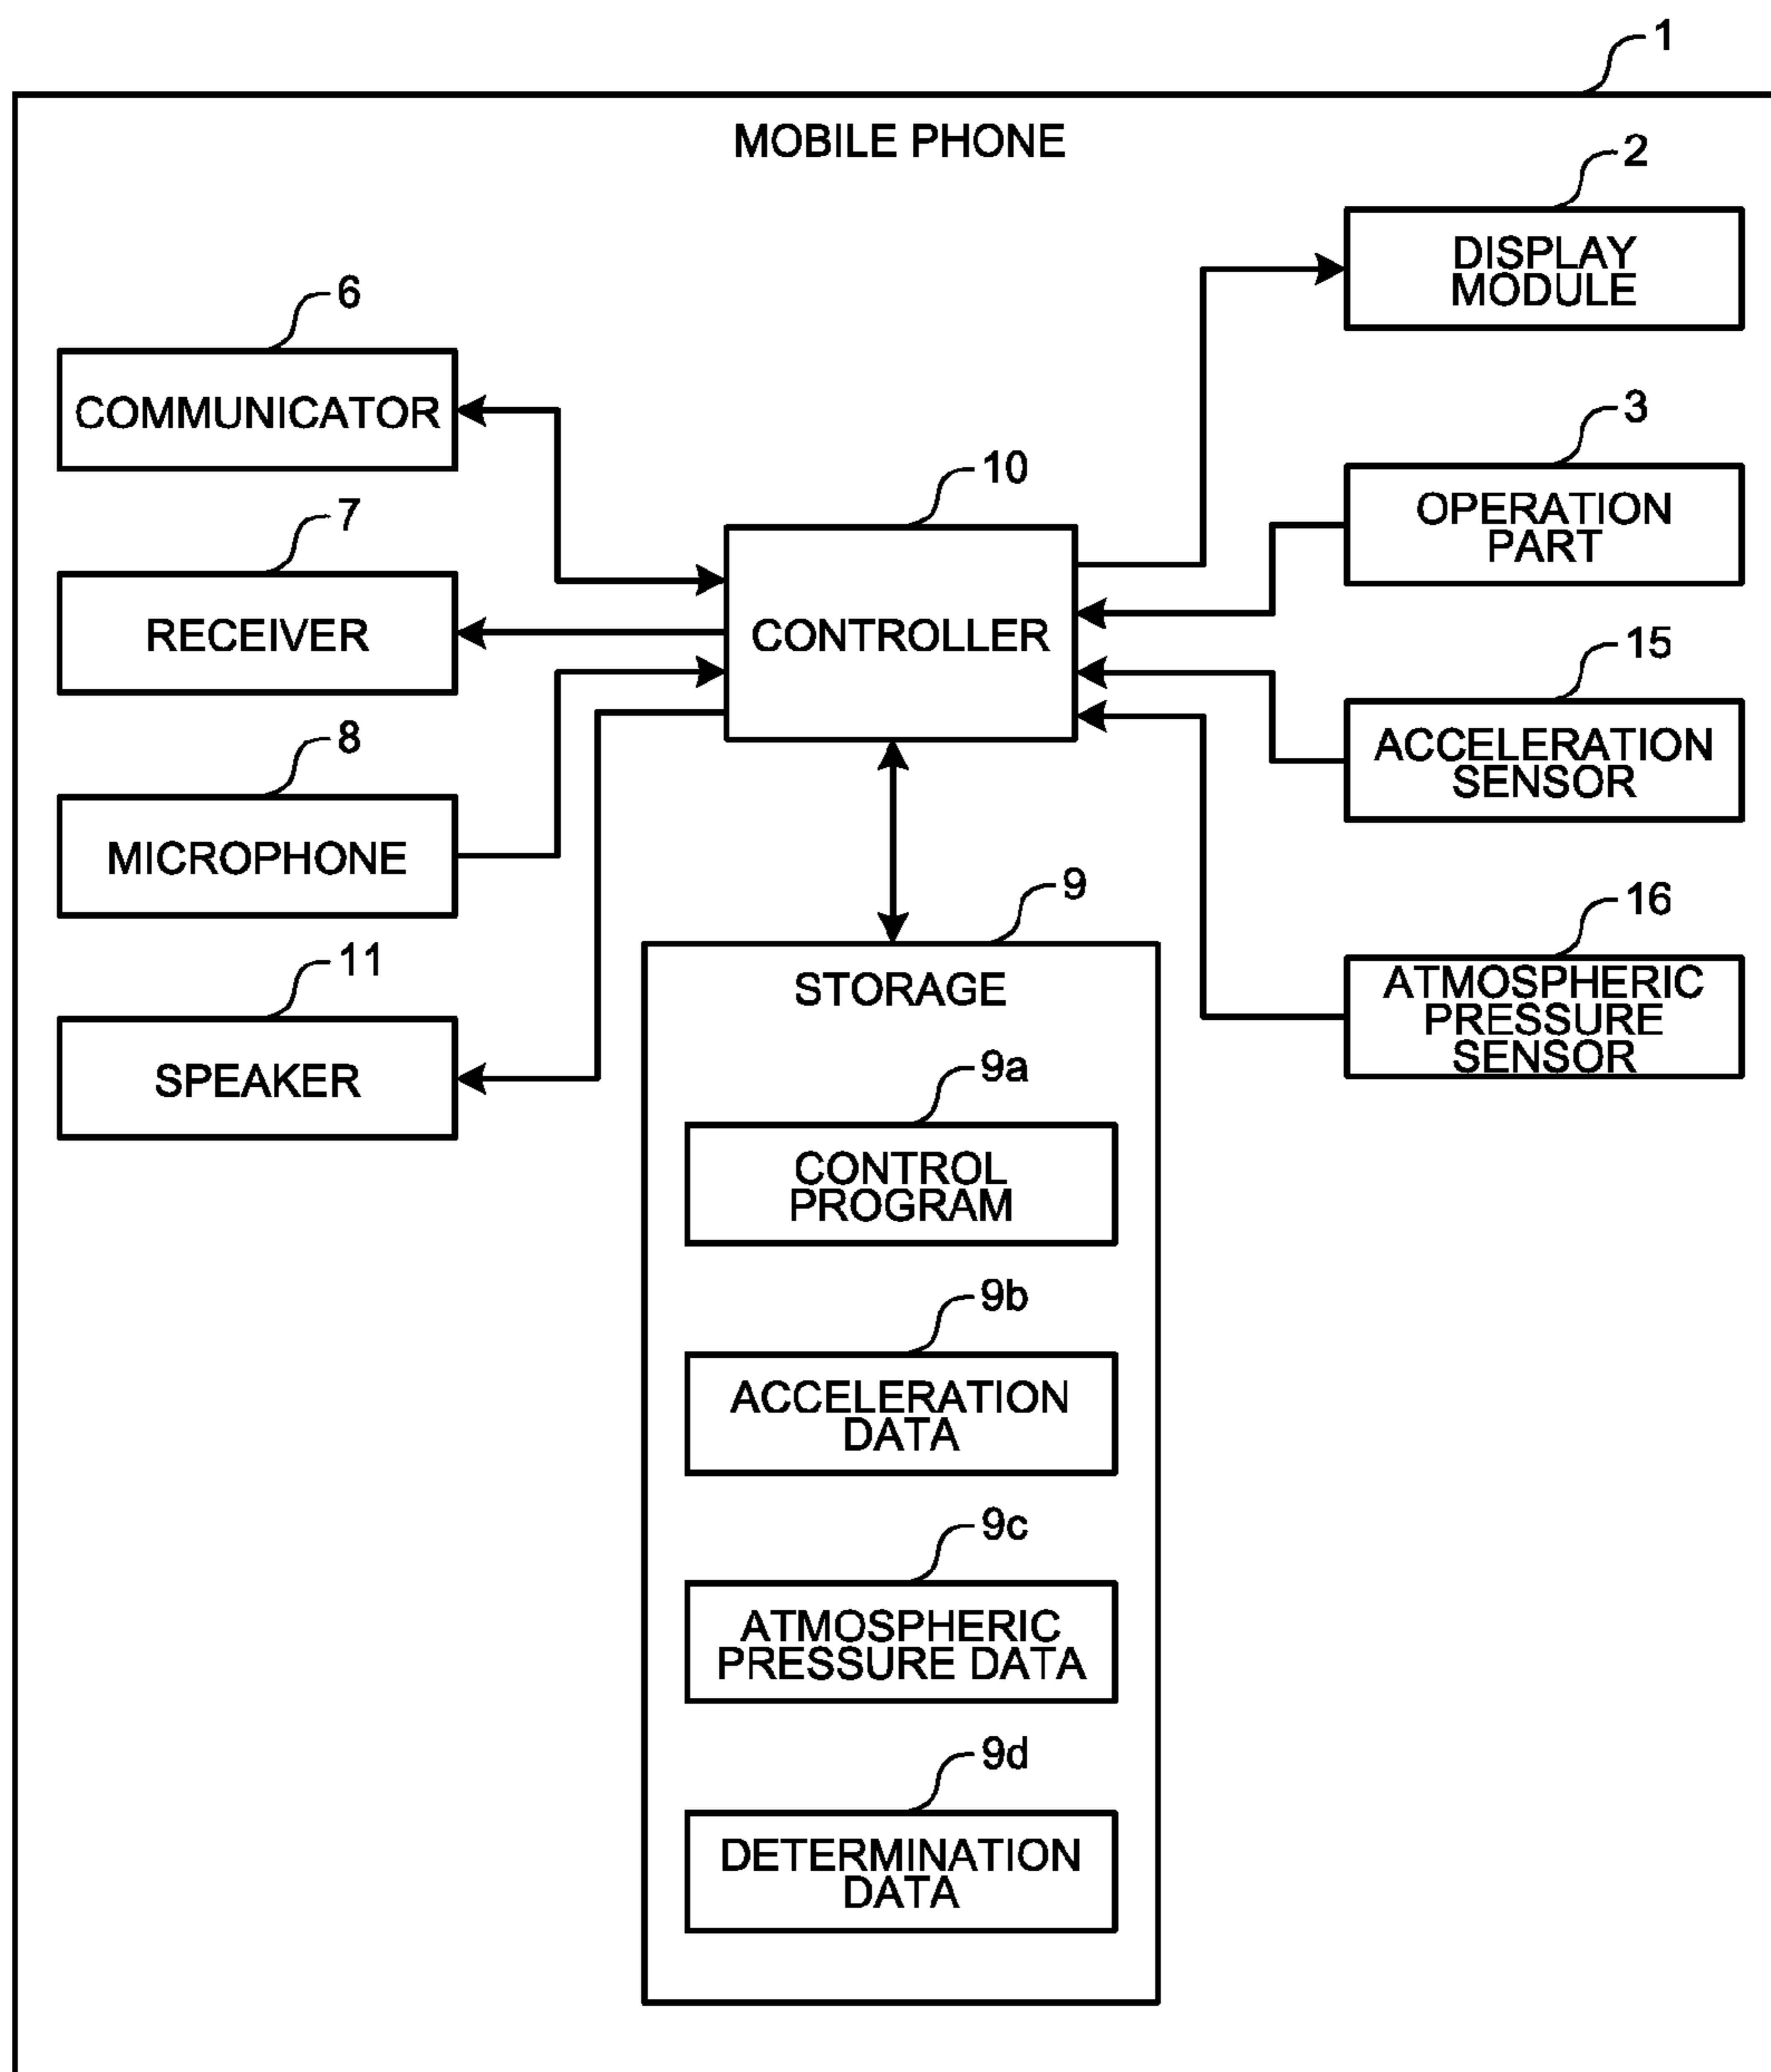 1
MOBILE PHONE
2
DISPLAY
MODULE
6
COMMUNICATOR
3
OPERATION
PART
10
CONTROLLER
7
RECEIVER
15
ACCELERATION
SENSOR
8
MICROPHONE
16
ATMOSPHERIC
PRESSURE
SENSOR
11
SPEAKER
9
STORAGE
9a
CONTROL
PROGRAM
9b
ACCELERATION
DATA
9c
ATMOSPHERIC
PRESSURE DATA
9d
DETERMINATION
DATA